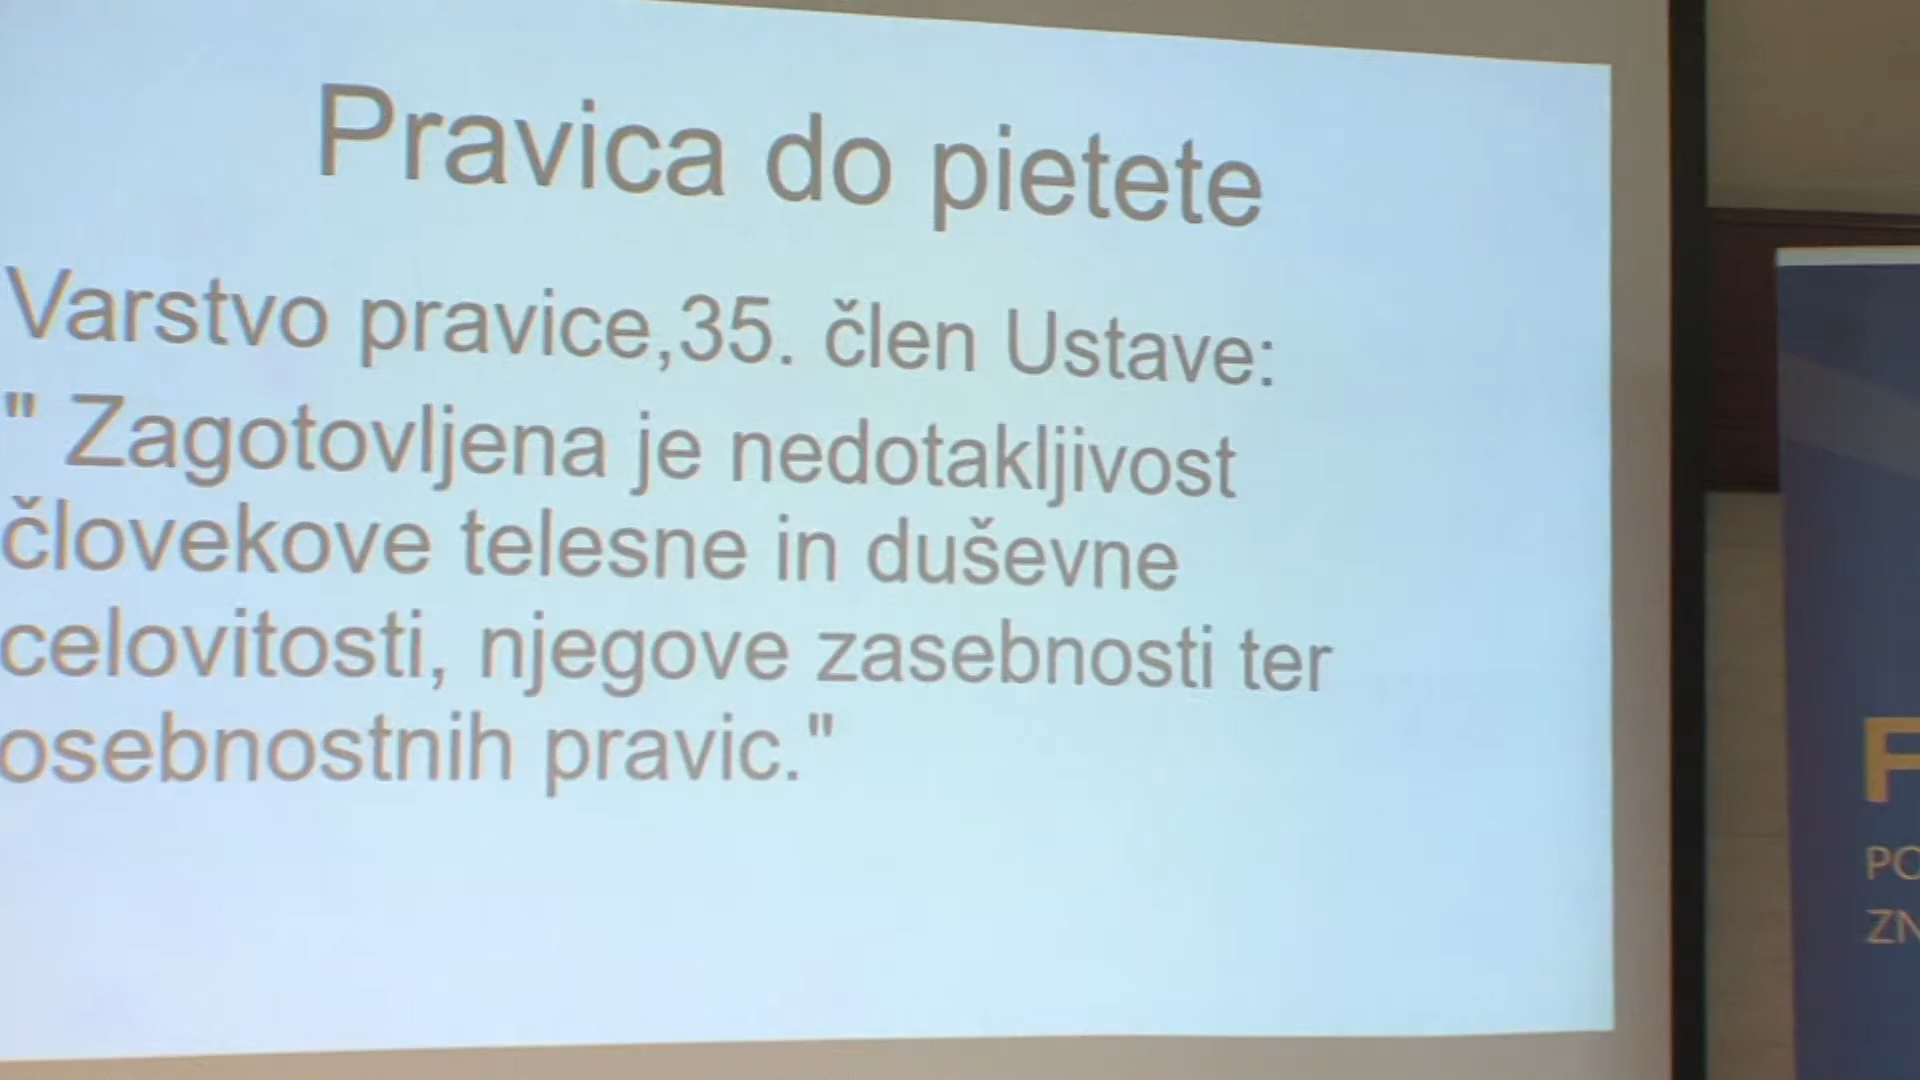 Pravica do pietete
Varstvo pravice,35. člen Ustave:
" Zagotovljena je nedotakljivost
človekove telesne in duševne
celovitosti, njegove zasebnosti ter
osebnostnih pravic."